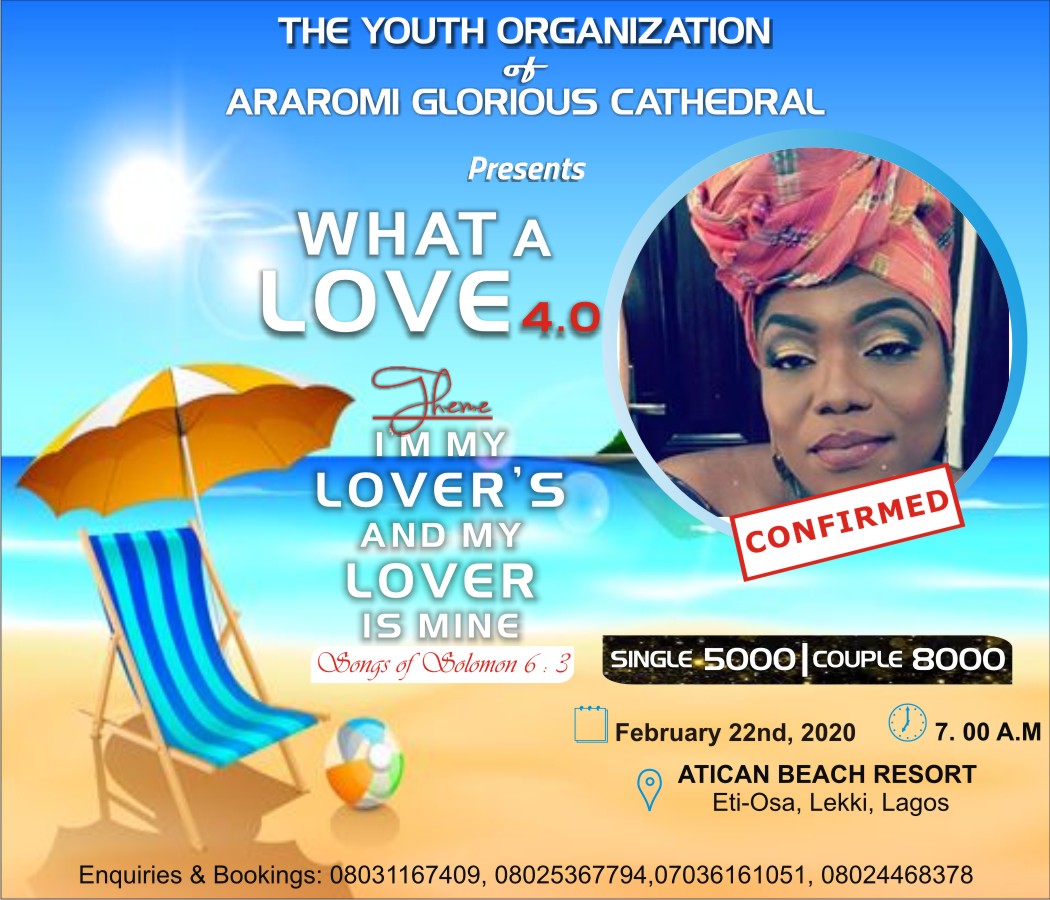 THE YOUTH ORGANIZATION
of
ARAROMI GLORIOUS CATHEDRAL
Presents
WHAT A
LOVE 4.0
Theme
I'M MY
LOVER'S
AND MY
LOVER
IS MINE
Songs of Solomon 6 : 3
CONFIRMED
SINGLE 5000|COUPLE 8000
February 22nd, 2020 7. 00 A.M
ATICAN BEACH RESORT
Eti-Osa, Lekki, Lagos
Enquiries & Bookings: 08031167409, 08025367794,07036161051, 08024468378